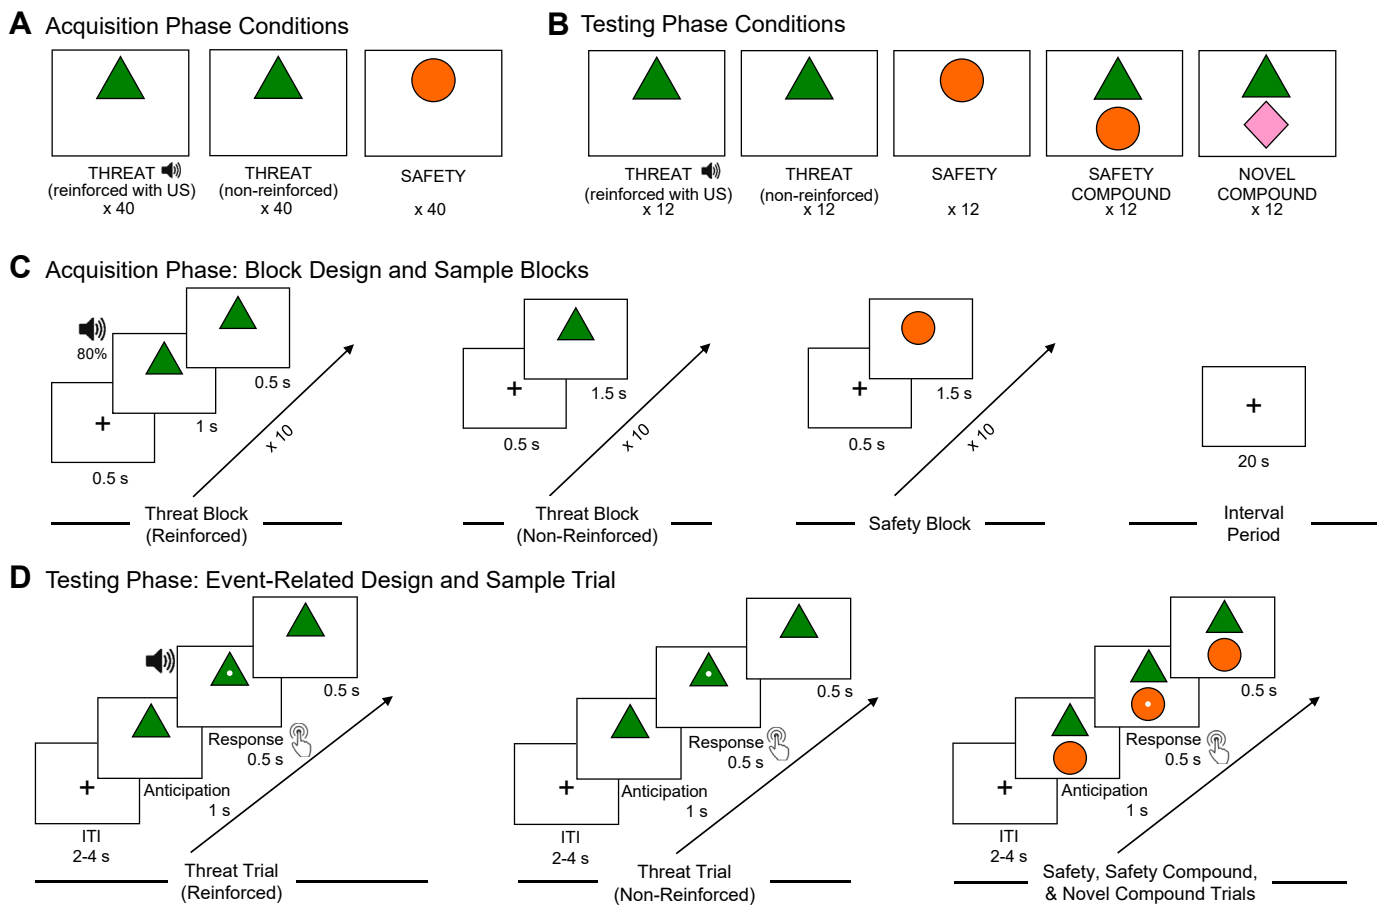 A Acquisition Phase Conditions
THREAT
(reinforced with US)
x 40
THREAT
(non-reinforced)
x 40
SAFETY
x 40
B Testing Phase Conditions
THREAT
(reinforced with US)
x 12
THREAT
(non-reinforced)
x 12
SAFETY
x 12
SAFETY
COMPOUND
x 12
NOVEL
COMPOUND
x 12
C Acquisition Phase: Block Design and Sample Blocks
80%
0.5 s
1 s
0.5 s
x 10
Threat Block
(Reinforced)
0.5 s
1.5 s
x 10
Threat Block
(Non-Reinforced)
0.5 s
1.5 s
x 10
Safety Block
20 s
Interval
Period
D Testing Phase: Event-Related Design and Sample Trial
ITI
2-4 s
Anticipation
1 s
Response
0.5 s
0.5 s
Threat Trial
(Reinforced)
ITI
2-4 s
Anticipation
1 s
Response
0.5 s
0.5 s
Threat Trial
(Non-Reinforced)
ITI
2-4 s
Anticipation
1 s
Response
0.5 s
0.5 s
Safety, Safety Compound,
& Novel Compound Trials